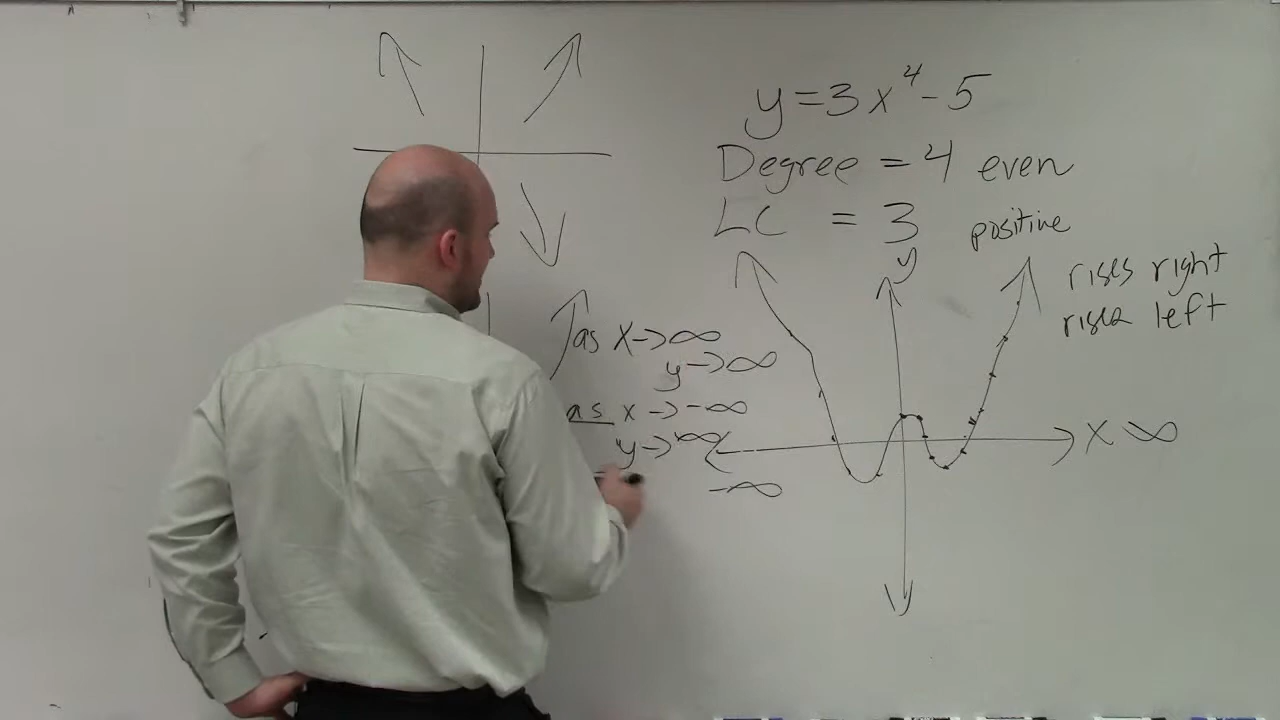 y=3x⁴-5
Degree = 4 even
LC = 3 positive
rises right
rises left
y
as x→∞
y→∞
as x→-∞
y→∞
-∞
x ∞
y